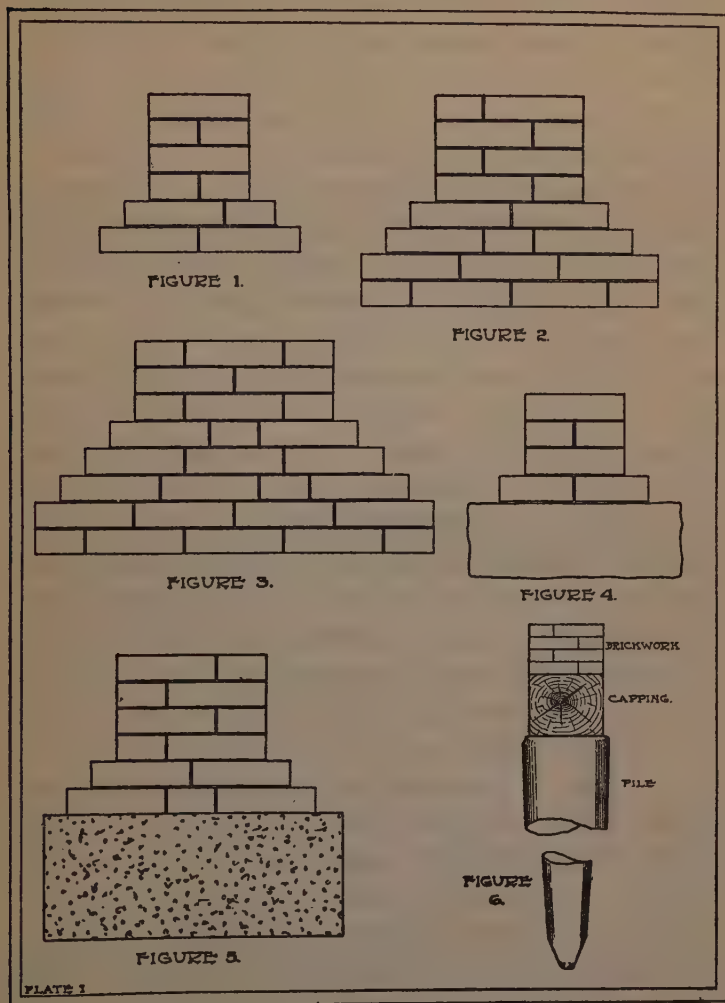 FIGURE 1.
FIGURE 2.
FIGURE 3.
FIGURE 4.
BRICKWORK
CAPPING.
PILE
FIGURE
6.
FIGURE 5.
PLATE I